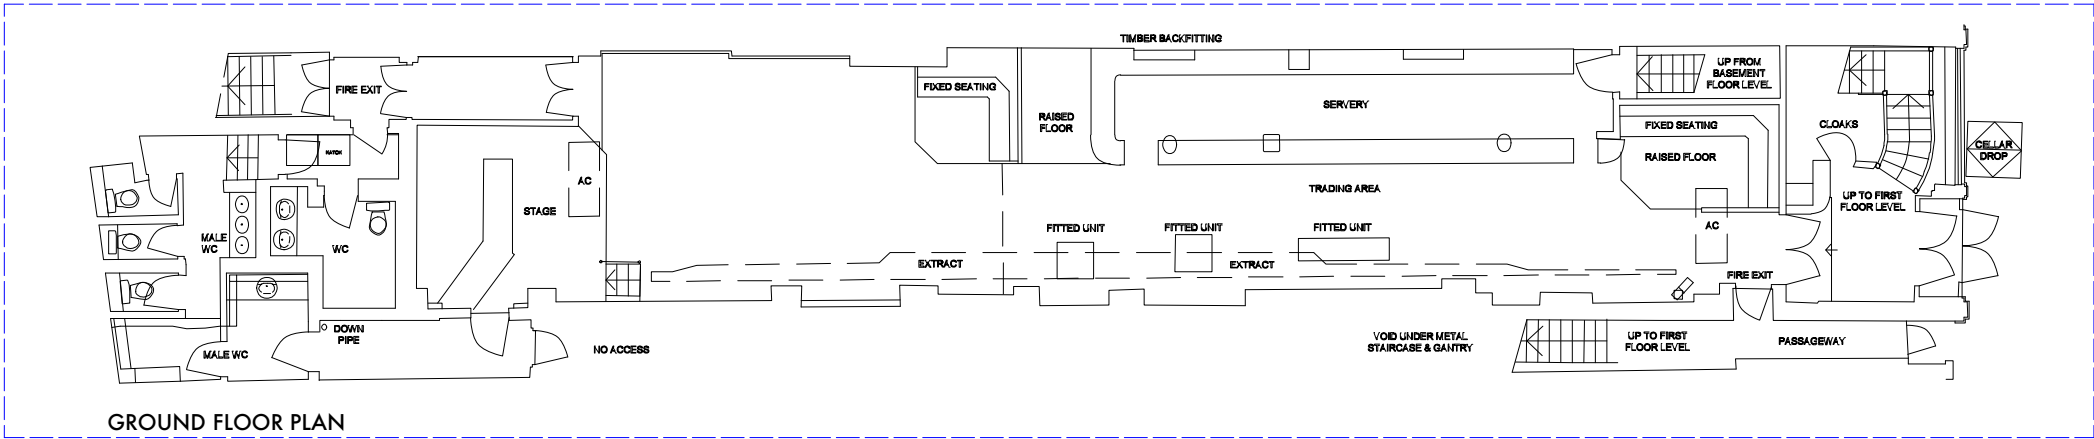 TIMBER BACKFITTING
FIRE EXIT
FIXED SEATING
RAISED
FLOOR
SERVERY
UP FROM
BASEMENT
FLOOR LEVEL
FIXED SEATING
RAISED FLOOR
CLOAKS
CELLAR
DROP
HATCH
AC
STAGE
TRADING AREA
UP TO FIRST
FLOOR LEVEL
MALE
WC
WC
FITTED UNIT
FITTED UNIT
FITTED UNIT
AC
EXTRACT
EXTRACT
FIRE EXIT
DOWN
PIPE
MALE WC
NO ACCESS
VOID UNDER METAL
STAIRCASE & GANTRY
UP TO FIRST
FLOOR LEVEL
PASSAGEWAY
GROUND FLOOR PLAN